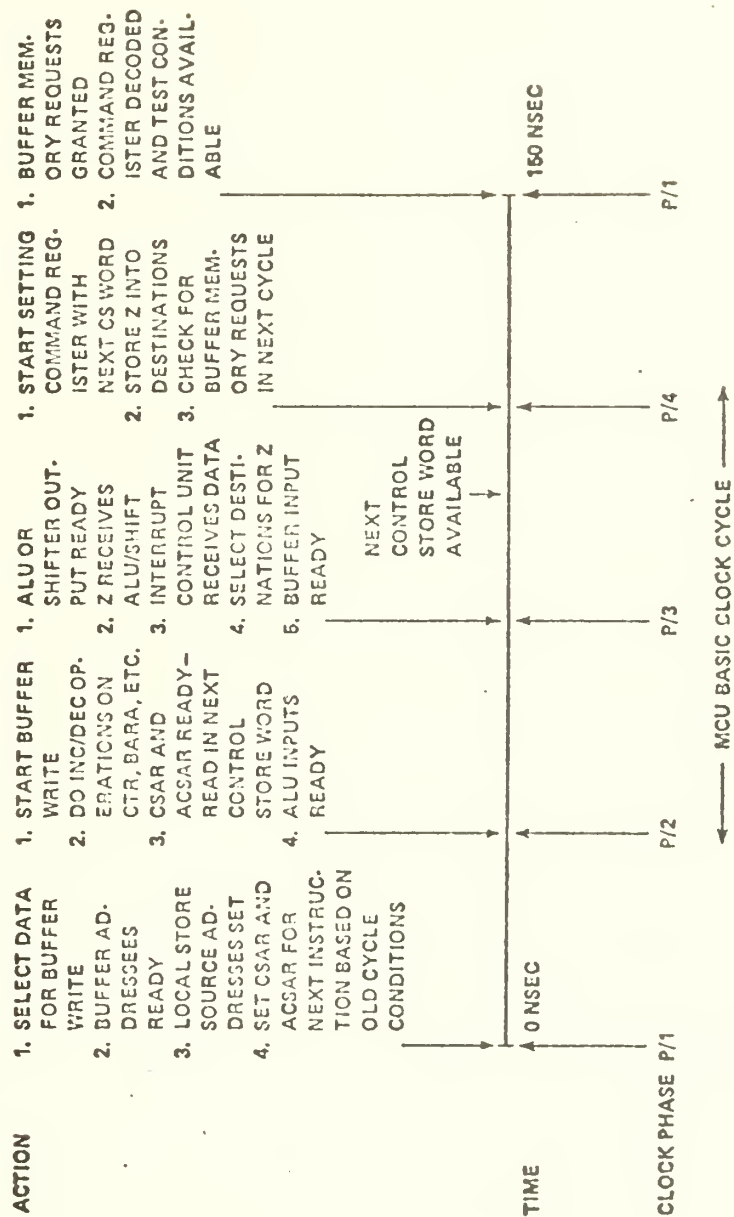 ACTION
1. SELECT DATA
FOR BUFFER
WRITE
2. BUFFER AD-
DRESSEES
READY
3. LOCAL STORE
SOURCE AD-
DRESSES SET
4. SET CSAR AND
ACSAR FOR
NEXT INSTRUC-
TION BASED ON
OLD CYCLE
CONDITIONS
1. START BUFFER
WRITE
2. DO INC/DEC OP-
ERATIONS ON
CTR, BARA, ETC.
3. CSAR AND
ACSAR READY—
READ IN NEXT
CONTROL
STORE WORD
4. ALU INPUTS
READY
1. ALU OR
SHIFTER OUT-
PUT READY
2. Z RECEIVES
ALU/SHIFT
3. INTERRUPT
CONTROL UNIT
RECEIVES DATA
4. SELECT DESTI-
NATIONS FOR Z
5. BUFFER INPUT
READY
NEXT
CONTROL
STORE WORD
AVAILABLE
1. START SETTING
COMMAND REG-
ISTER WITH
NEXT CS WORD
2. STORE Z INTO
DESTINATIONS
3. CHECK FOR
BUFFER MEM-
ORY REQUESTS
IN NEXT CYCLE
1. BUFFER MEM-
ORY REQUESTS
GRANTED
2. COMMAND REG-
ISTER DECODED
AND TEST CON-
DITIONS AVAIL-
ABLE
TIME
0 NSEC
150 NSEC
CLOCK PHASE P/1
P/2
P/3
P/4
P/1
MCU BASIC CLOCK CYCLE